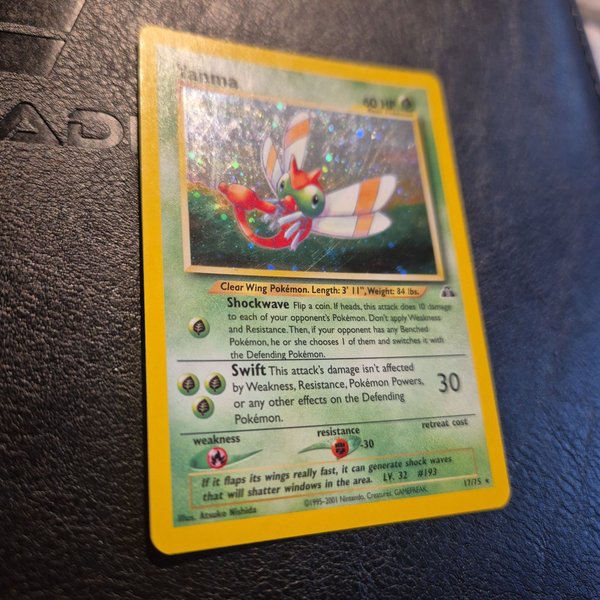 Yanma
60 HP
Clear Wing Pokémon. Length: 3' 11", Weight: 84 lbs.
Shockwave Flip a coin. If heads, this attack does 10 damage
to each of your opponent's Pokémon. Don't apply Weakness
and Resistance. Then, if your opponent has any Benched
Pokémon, he or she chooses 1 of them and switches it with
the Defending Pokémon.
Swift This attack's damage isn't affected
by Weakness, Resistance, Pokémon Powers,
or any other effects on the Defending
Pokémon.
30
weakness
resistance
-30
retreat cost
If it flaps its wings really fast, it can generate shock waves
that will shatter windows in the area. LV. 32 #193
Illus. Atsuko Nishida
©1995-2001 Nintendo, Creatures, GAMEFREAK.
17/75